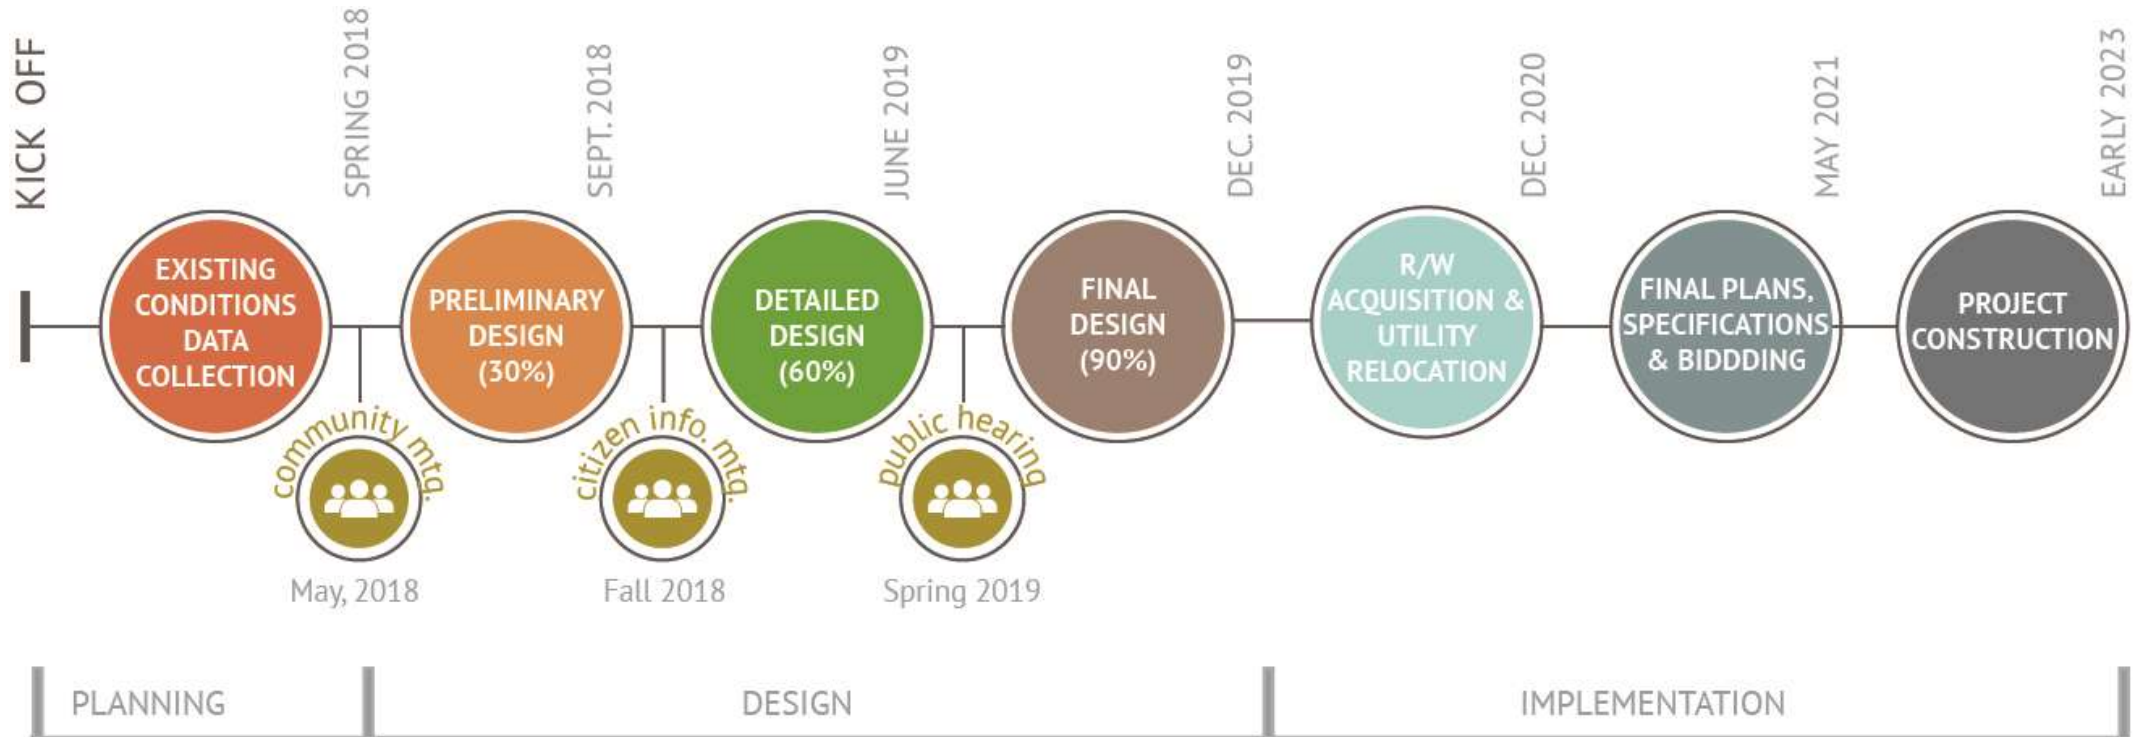 KICK OFF
SPRING 2018
SEPT. 2018
JUNE 2019
DEC. 2019
DEC. 2020
MAY 2021
EARLY 2023
EXISTING
CONDITIONS
DATA
COLLECTION
PRELIMINARY
DESIGN
(30%)
DETAILED
DESIGN
(60%)
FINAL
DESIGN
(90%)
R/W
ACQUISITION &
UTILITY
RELOCATION
FINAL PLANS,
SPECIFICATIONS
& BIDDDING
PROJECT
CONSTRUCTION
community mtg.
May, 2018
citizen info. mtg.
Fall 2018
public hearing
Spring 2019
PLANNING
DESIGN
IMPLEMENTATION